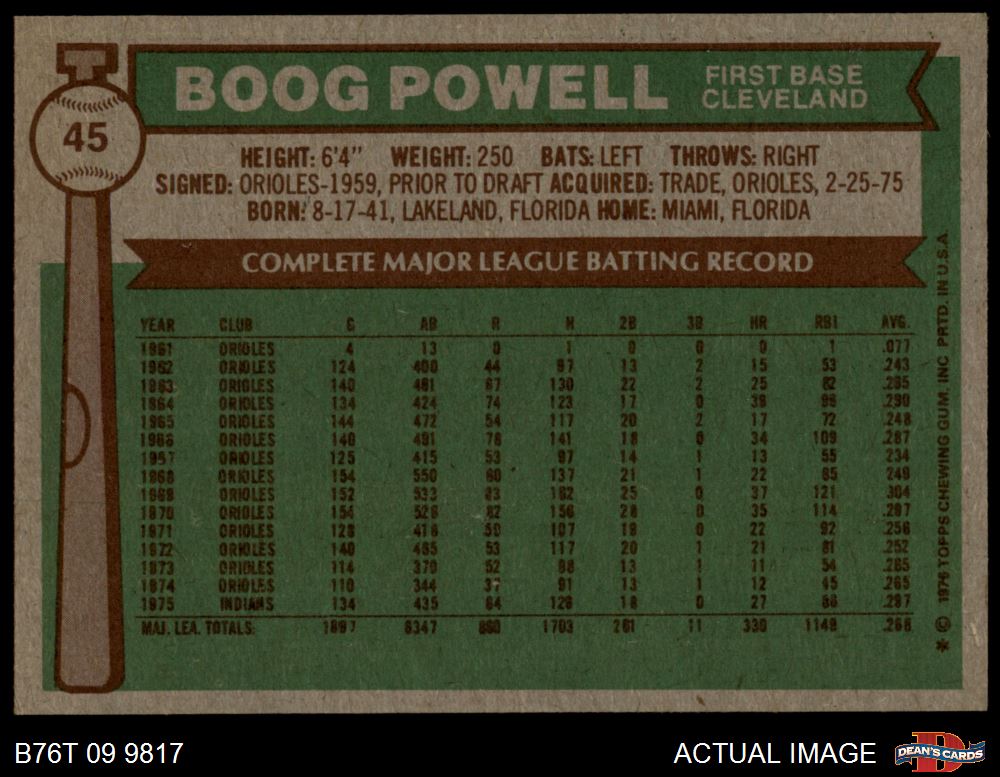 45
BOOG POWELL FIRST BASE
CLEVELAND
HEIGHT: 6'4" WEIGHT: 250 BATS: LEFT THROWS: RIGHT
SIGNED: ORIOLES-1959, PRIOR TO DRAFT ACQUIRED: TRADE, ORIOLES, 2-25-75
BORN: 8-17-41, LAKELAND, FLORIDA HOME: MIAMI, FLORIDA
COMPLETE MAJOR LEAGUE BATTING RECORD
YEAR CLUB G AB R H 2B 3B HR RBI AVG.
1961 ORIOLES 4 13 0 1 0 0 0 1 .077
1962 ORIOLES 124 400 44 97 13 2 15 53 .243
1963 ORIOLES 140 491 67 130 22 2 25 82 .265
1964 ORIOLES 134 424 74 123 17 0 39 99 .290
1965 ORIOLES 144 472 54 117 20 2 17 72 .248
1966 ORIOLES 140 491 78 141 18 0 34 109 .287
1967 ORIOLES 125 415 53 97 14 1 13 55 .234
1968 ORIOLES 154 550 60 137 21 1 22 85 .249
1969 ORIOLES 152 533 83 162 25 0 37 121 .304
1970 ORIOLES 154 526 82 156 28 0 35 114 .297
1971 ORIOLES 128 418 59 107 19 0 22 92 .256
1972 ORIOLES 140 465 53 117 20 1 21 81 .252
1973 ORIOLES 114 370 52 98 13 1 11 54 .265
1974 ORIOLES 110 344 37 91 13 1 12 45 .265
1975 INDIANS 134 435 64 129 18 0 27 86 .297
MAJ. LEA. TOTALS: 1897 6347 860 1703 261 11 330 1149 .268
* © 1976 TOPPS CHEWING GUM, INC. PRTD. IN U.S.A.
B76T 09 9817 ACTUAL IMAGE DEAN'S CARDS